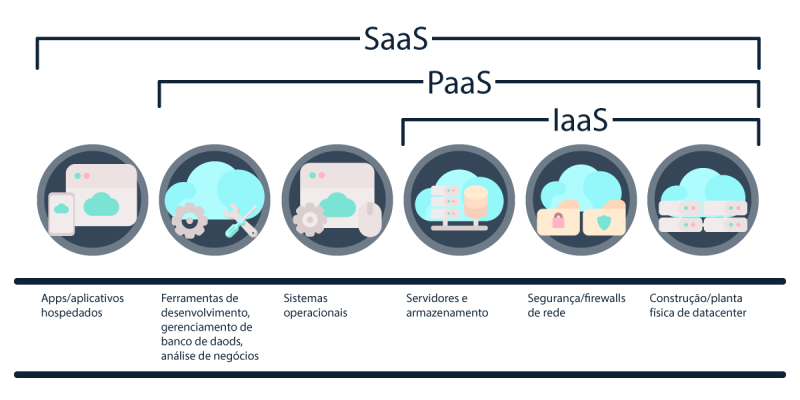 SaaS
PaaS
IaaS
Apps/aplicativos
hospedados
Ferramentas de
desenvolvimento,
gerenciamento de
banco de daods,
análise de negócios
Sistemas
operacionais
Servidores e
armazenamento
Segurança/firewalls
de rede
Construção/planta
física de datacenter